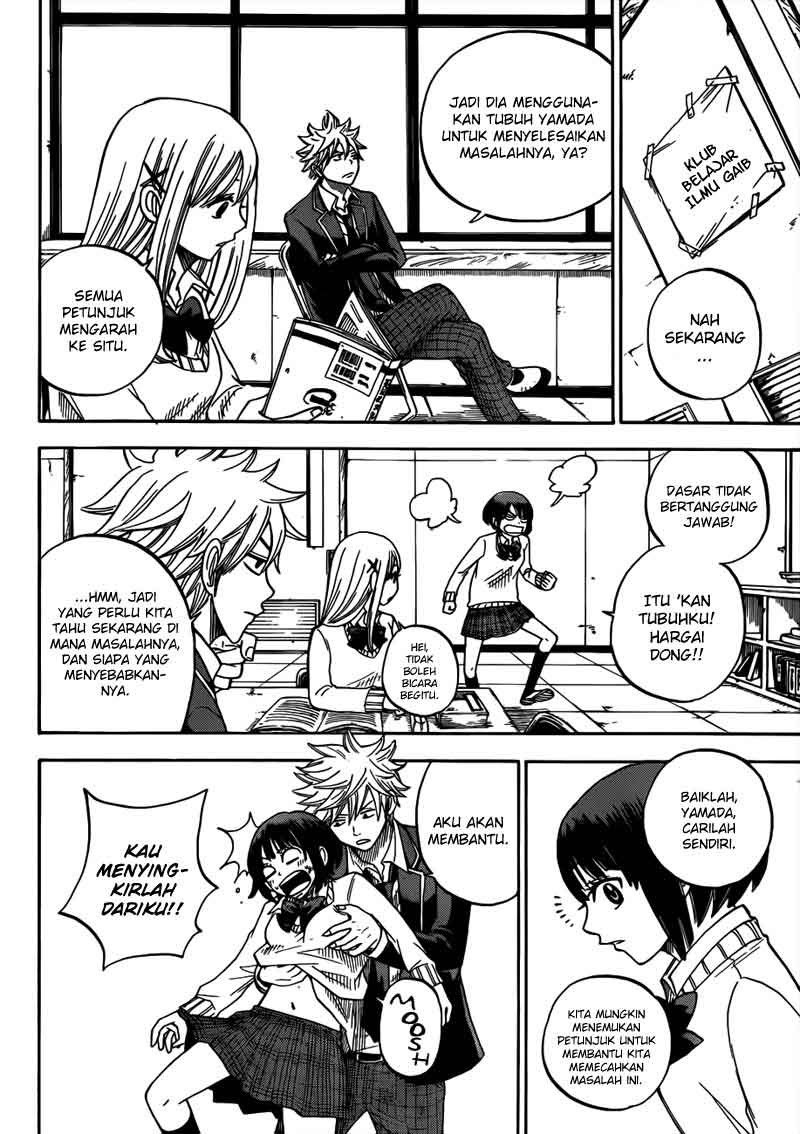 KLUB
BELAJAR
ILMU GAIB
NAH
SEKARANG
...
JADI DIA MENGGUNA-
KAN TUBUH YAMADA
UNTUK MENYELESAIKAN
MASALAHNYA, YA?
SEMUA
PETUNJUK
MENGARAH
KE SITU.
DASAR TIDAK
BERTANGGUNG
JAWAB!
ITU 'KAN
TUBUHKU!
HARGAI
DONG!!
HEI,
TIDAK
BOLEH
BICARA
BEGITU.
...HMM, JADI
YANG PERLU KITA
TAHU SEKARANG DI
MANA MASALAHNYA,
DAN SIAPA YANG
MENYEBABKAN-
NYA.
BAIKLAH,
YAMADA,
CARILAH
SENDIRI.
KITA MUNGKIN
MENEMUKAN
PETUNJUK UNTUK
MEMBANTU KITA
MEMECAHKAN
MASALAH INI.
AKU AKAN
MEMBANTU.
KAU
MENYING-
KIRLAH
DARIKU!!
MOOSH